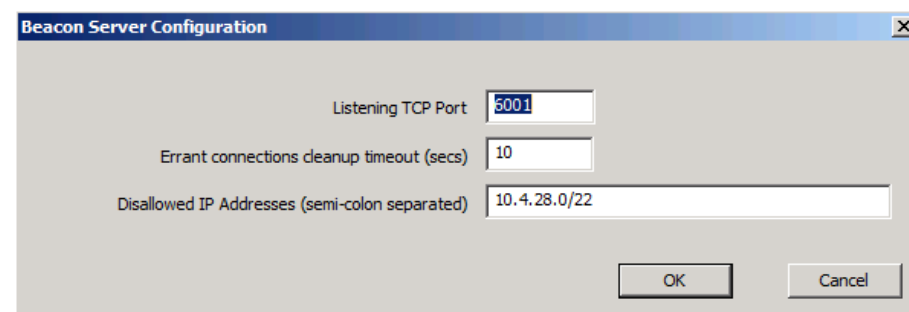 Beacon Server Configuration
Listening TCP Port 6001
Errant connections cleanup timeout (secs) 10
Disallowed IP Addresses (semi-colon separated) 10.4.28.0/22
OK Cancel